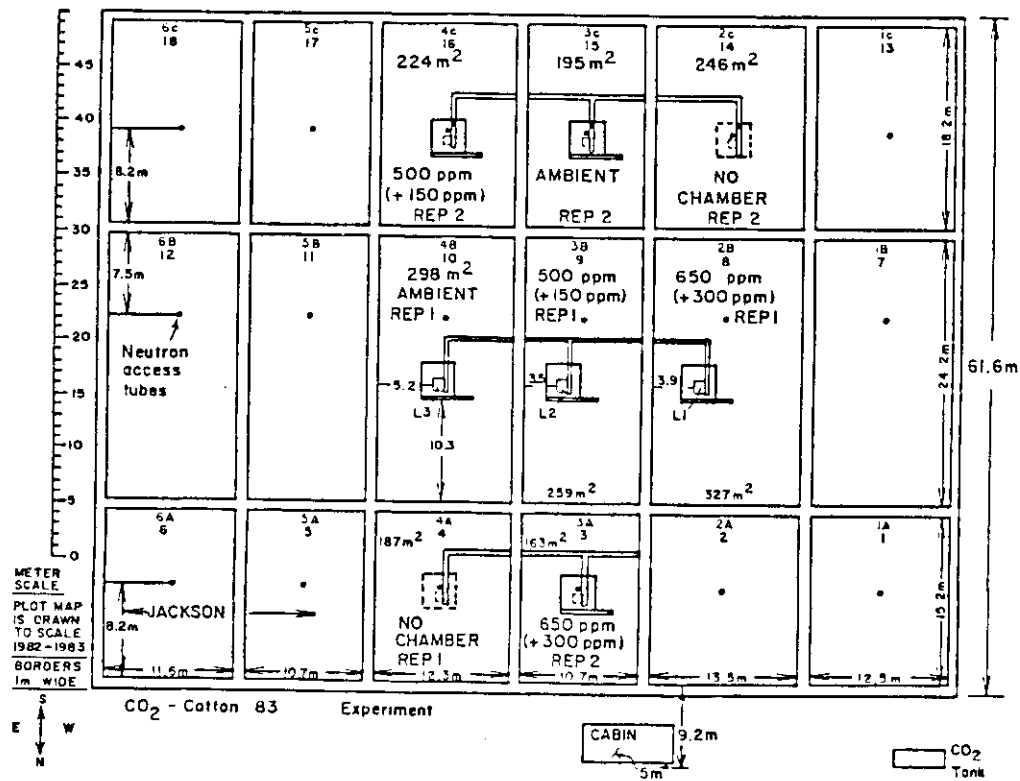 6c 5c 4c 3c 2c 1c
18 17 16 15 14 13
224 m² 195 m² 246 m²
45
40
35
30
25
20
15
10
5
0
8.2m
18.2m
500 ppm AMBIENT NO
(+150 ppm) CHAMBER
REP 2 REP 2 REP 2
6B 5B 4B 3B 2B 1B
12 11 10 9 8 7
7.5m
298 m² 500 ppm 650 ppm
AMBIENT (+150 ppm) (+300 ppm)
REP 1 REP 1 REP 1
Neutron
access
tubes
24.2m
61.6m
5.2 3.5 3.9
L3 L2 L1
10.3
259 m² 327 m²
6A 5A 4A 3A 2A 1A
6 5 4 3 2 1
187 m² 163 m²
METER
SCALE
PLOT MAP
IS DRAWN
TO SCALE
1982-1983
BORDERS
1m WIDE
JACKSON
8.2m
15.2m
NO 650 ppm
CHAMBER (+300 ppm)
REP 1 REP 2
11.5m 10.7m 12.3m 10.7m 13.5m 12.5m
S
E W
N
CO₂ - Cotton 83 Experiment
CABIN
5m
9.2m
CO₂
Tank